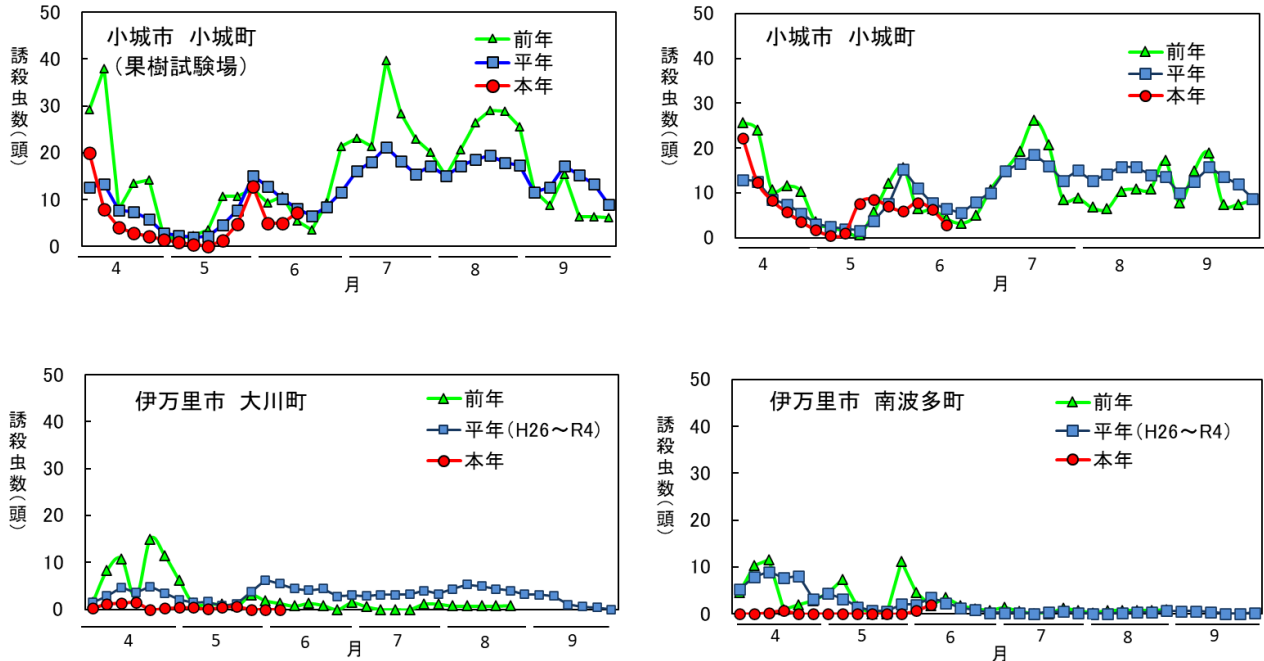 誘殺虫数(頭)
50
40
30
20
10
0
小城市 小城町
(果樹試験場)
前年
平年
本年
4 5 6 7 8 9
月
誘殺虫数(頭)
50
40
30
20
10
0
小城市 小城町
前年
平年
本年
4 5 6 7 8 9
月
誘殺虫数(頭)
50
40
30
20
10
0
伊万里市 大川町
前年
平年(H26～R4)
本年
4 5 6 7 8 9
月
誘殺虫数(頭)
50
40
30
20
10
0
伊万里市 南波多町
前年
平年(H26～R4)
本年
4 5 6 7 8 9
月